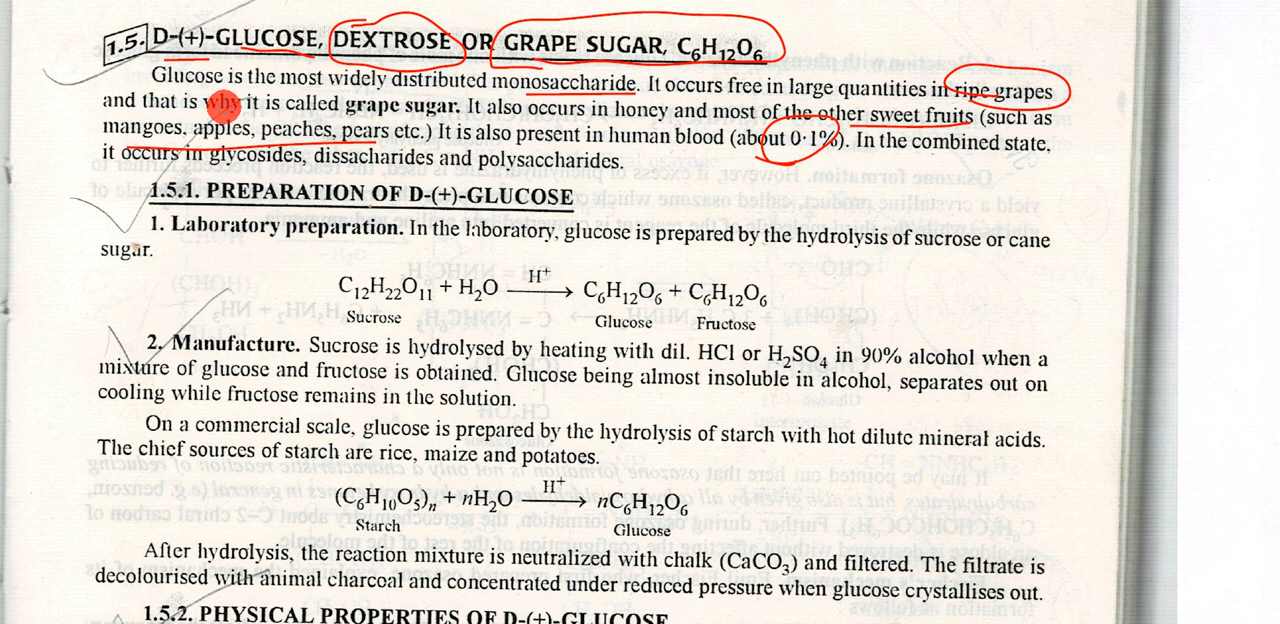 1.5. D-(+)-GLUCOSE, DEXTROSE OR GRAPE SUGAR, C₆H₁₂O₆
Glucose is the most widely distributed monosaccharide. It occurs free in large quantities in ripe grapes
and that is why it is called grape sugar. It also occurs in honey and most of the other sweet fruits (such as
mangoes, apples, peaches, pears etc.) It is also present in human blood (about 0·1%). In the combined state,
it occurs in glycosides, dissacharides and polysaccharides.
1.5.1. PREPARATION OF D-(+)-GLUCOSE
1. Laboratory preparation. In the laboratory, glucose is prepared by the hydrolysis of sucrose or cane
sugar.
C₁₂H₂₂O₁₁ + H₂O —H⁺→ C₆H₁₂O₆ + C₆H₁₂O₆
Sucrose Glucose Fructose
2. Manufacture. Sucrose is hydrolysed by heating with dil. HCl or H₂SO₄ in 90% alcohol when a
mixture of glucose and fructose is obtained. Glucose being almost insoluble in alcohol, separates out on
cooling while fructose remains in the solution.
On a commercial scale, glucose is prepared by the hydrolysis of starch with hot dilute mineral acids.
The chief sources of starch are rice, maize and potatoes.
(C₆H₁₀O₅)ₙ + nH₂O —H⁺→ nC₆H₁₂O₆
Starch Glucose
After hydrolysis, the reaction mixture is neutralized with chalk (CaCO₃) and filtered. The filtrate is
decolourised with animal charcoal and concentrated under reduced pressure when glucose crystallises out.
1.5.2. PHYSICAL PROPERTIES OF D-(+)-GLUCOSE